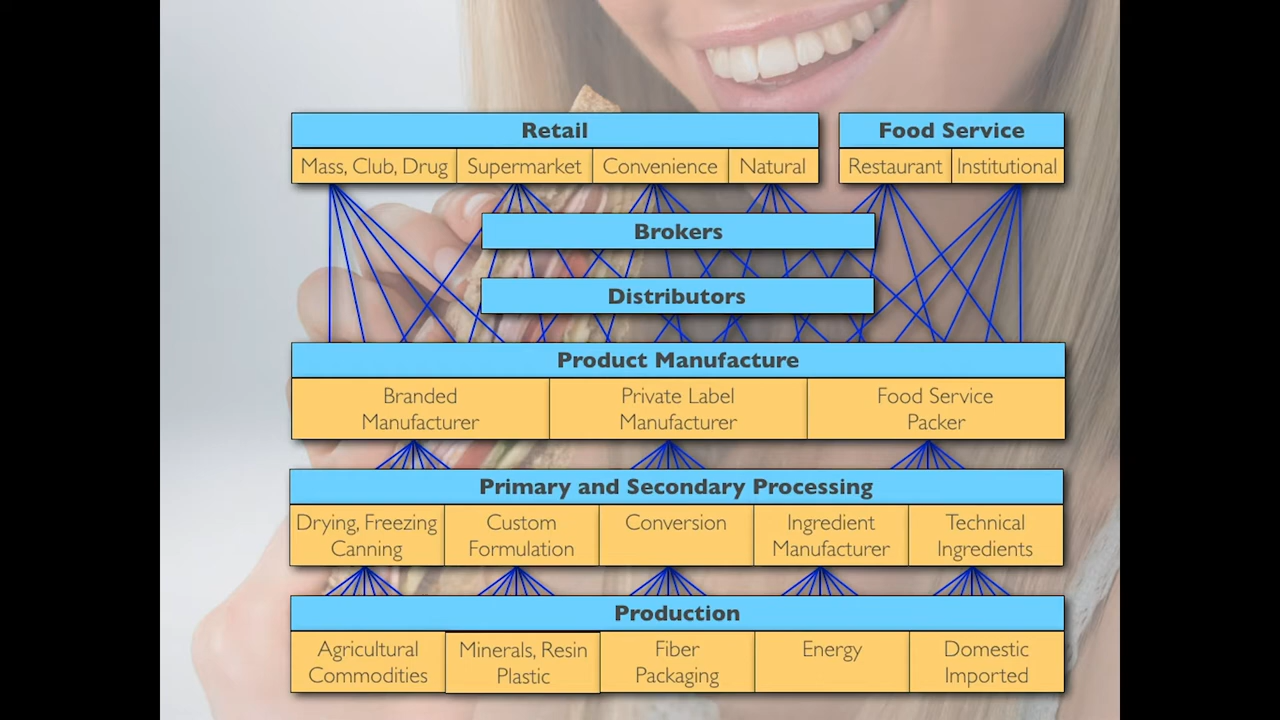 Retail
Food Service
Mass, Club, Drug
Supermarket
Convenience
Natural
Restaurant
Institutional
Brokers
Distributors
Product Manufacture
Branded
Manufacturer
Private Label
Manufacturer
Food Service
Packer
Primary and Secondary Processing
Drying, Freezing
Canning
Custom
Formulation
Conversion
Ingredient
Manufacturer
Technical
Ingredients
Production
Agricultural
Commodities
Minerals, Resin
Plastic
Fiber
Packaging
Energy
Domestic
Imported